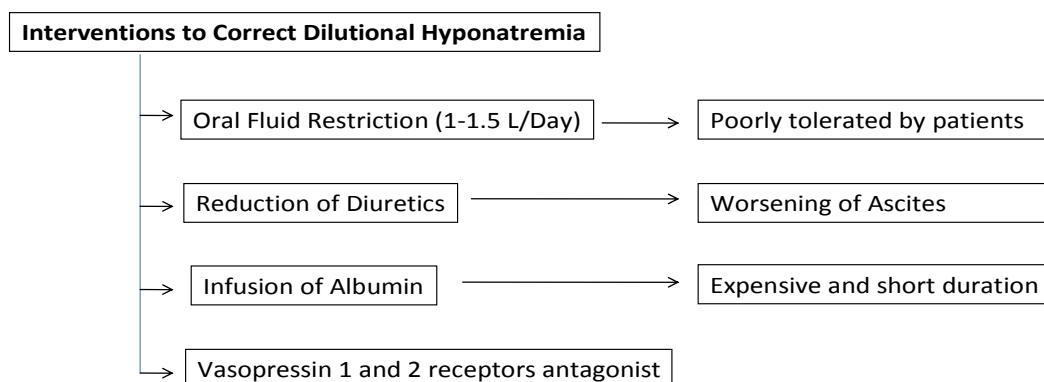 Interventions to Correct Dilutional Hyponatremia
Oral Fluid Restriction (1-1.5 L/Day)
Poorly tolerated by patients
Reduction of Diuretics
Worsening of Ascites
Infusion of Albumin
Expensive and short duration
Vasopressin 1 and 2 receptors antagonist